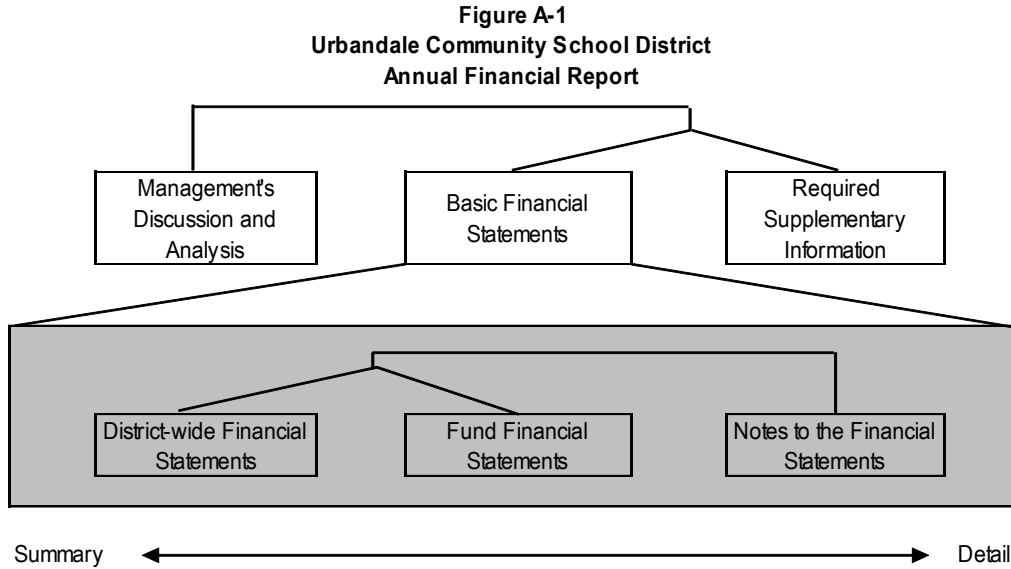 Figure A-1
Urbandale Community School District
Annual Financial Report
Management's
Discussion and
Analysis
Basic Financial
Statements
Required
Supplementary
Information
District-wide Financial
Statements
Fund Financial
Statements
Notes to the Financial
Statements
Summary
Detail